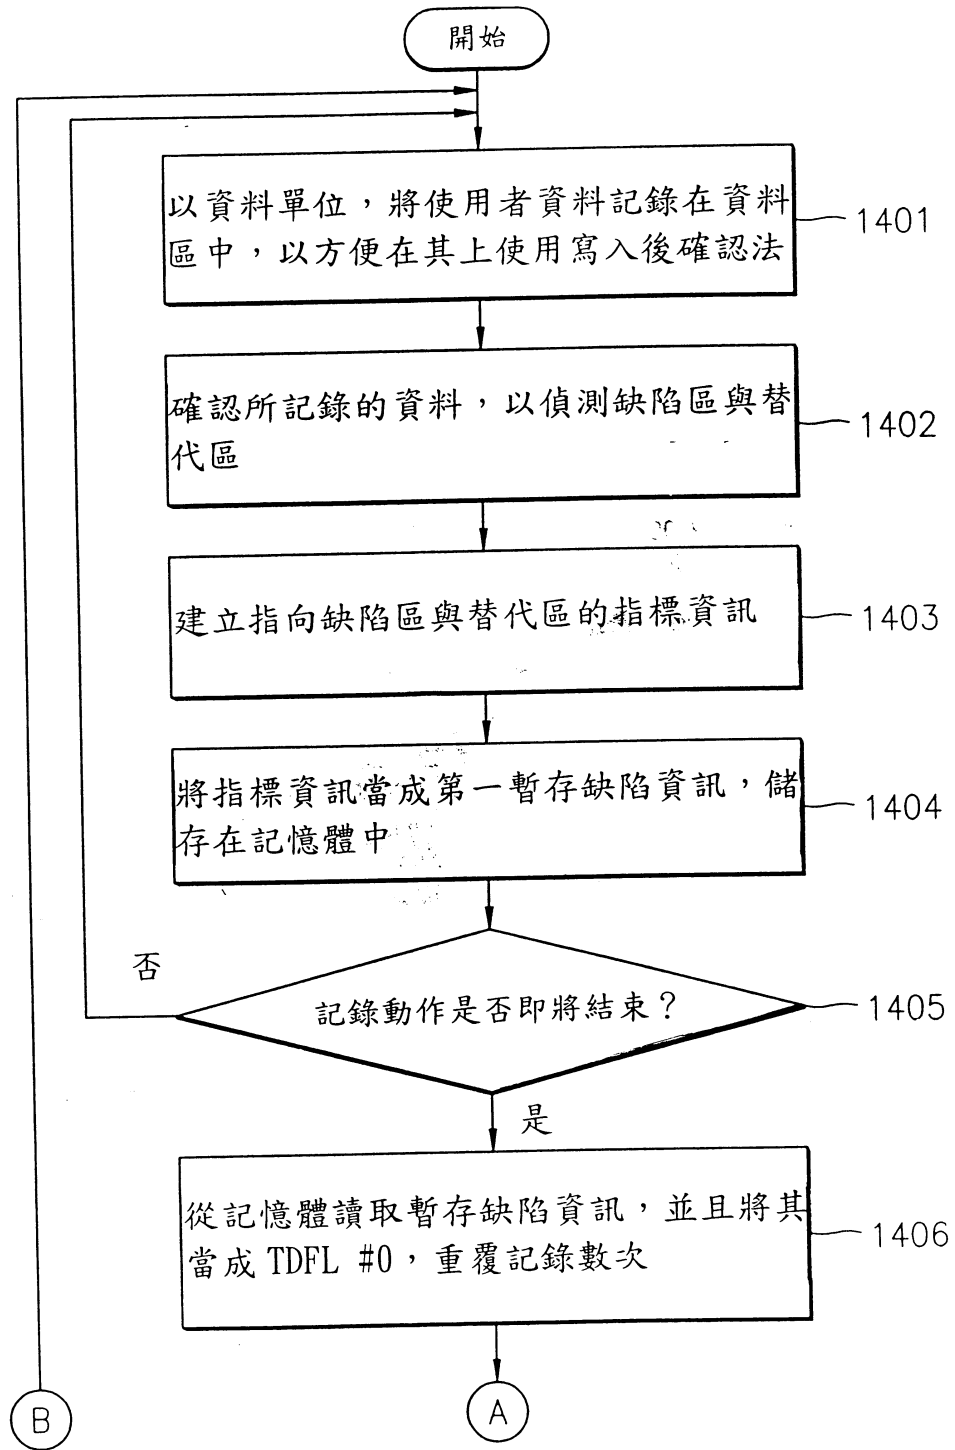 開始
以資料單位，將使用者資料記錄在資料
區中，以方便在其上使用寫入後確認法
1401
確認所記錄的資料，以偵測缺陷區與替
代區
1402
建立指向缺陷區與替代區的指標資訊
1403
將指標資訊當成第一暫存缺陷資訊，儲
存在記憶體中
1404
否
記錄動作是否即將結束？
1405
是
從記憶體讀取暫存缺陷資訊，並且將其
當成 TDFL #0，重覆記錄數次
1406
B
A